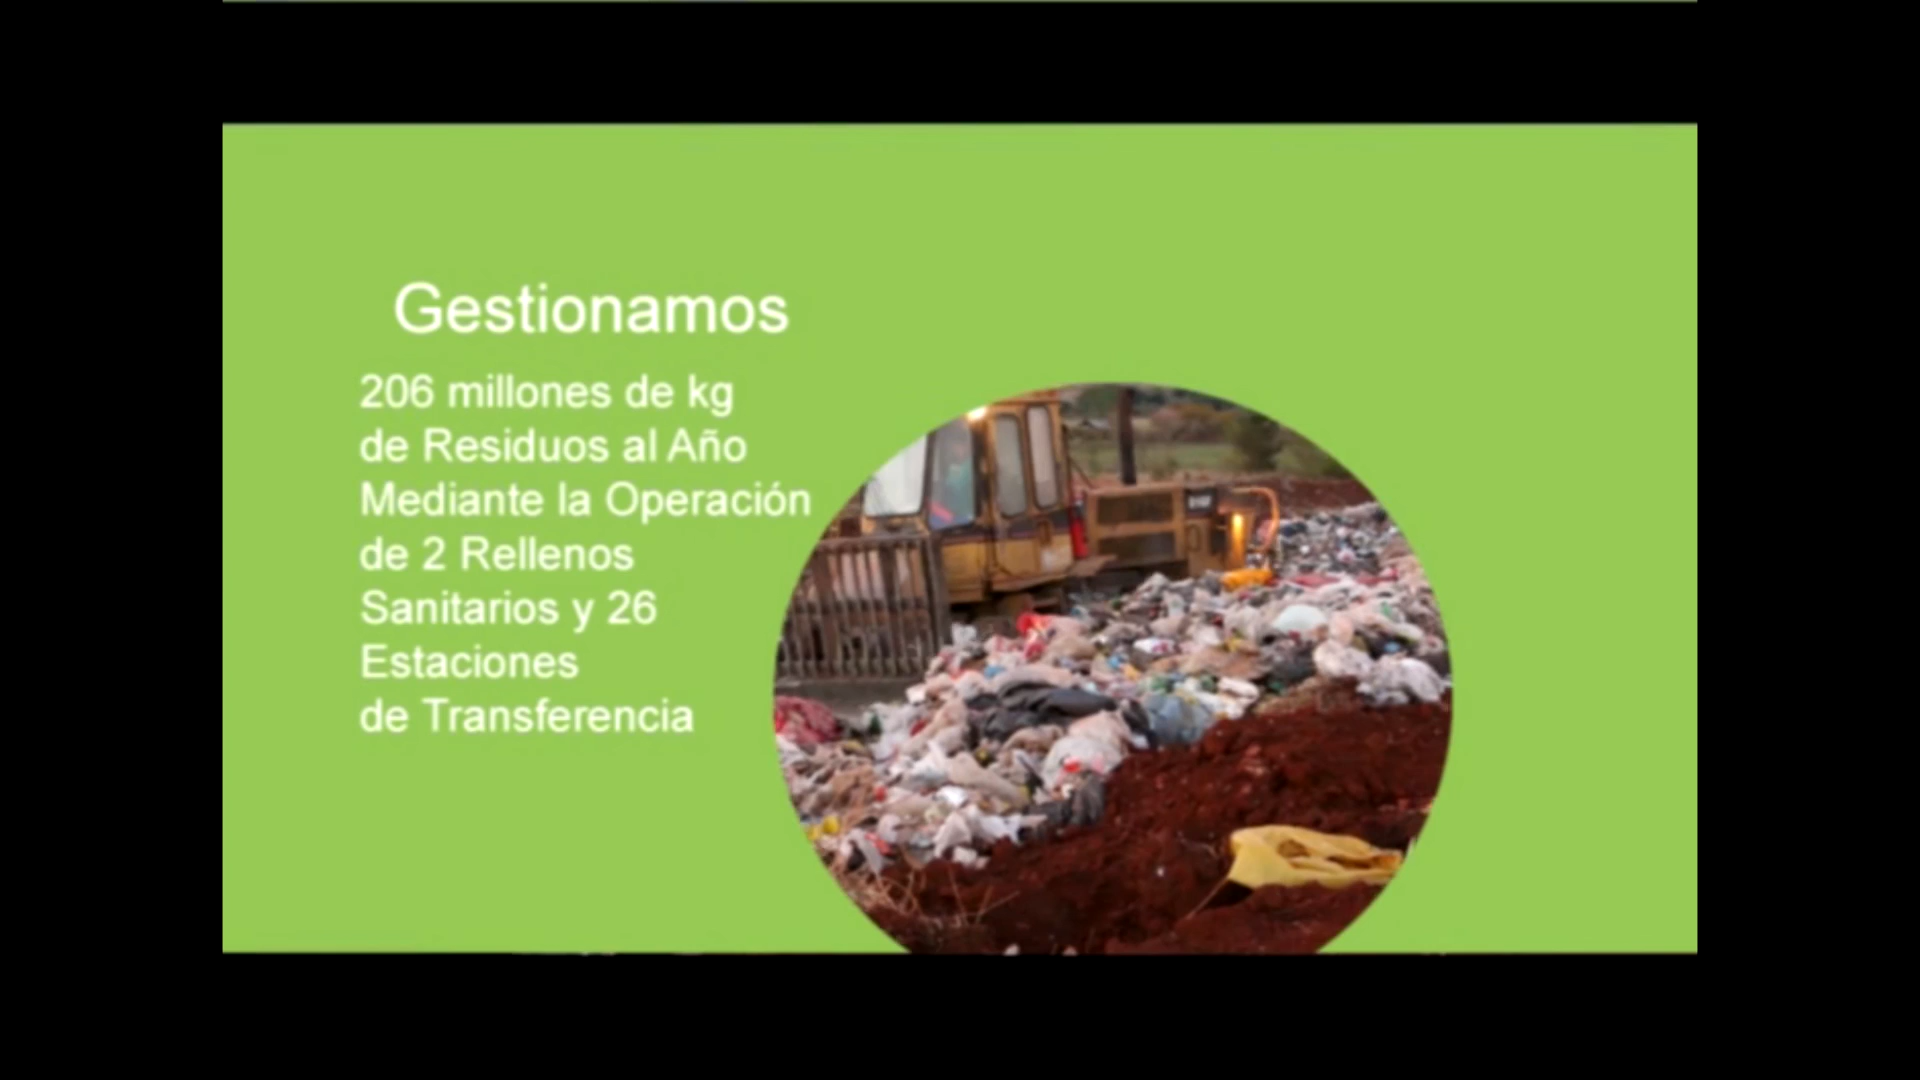 Gestionamos
206 millones de kg
de Residuos al Año
Mediante la Operación
de 2 Rellenos
Sanitarios y 26
Estaciones
de Transferencia